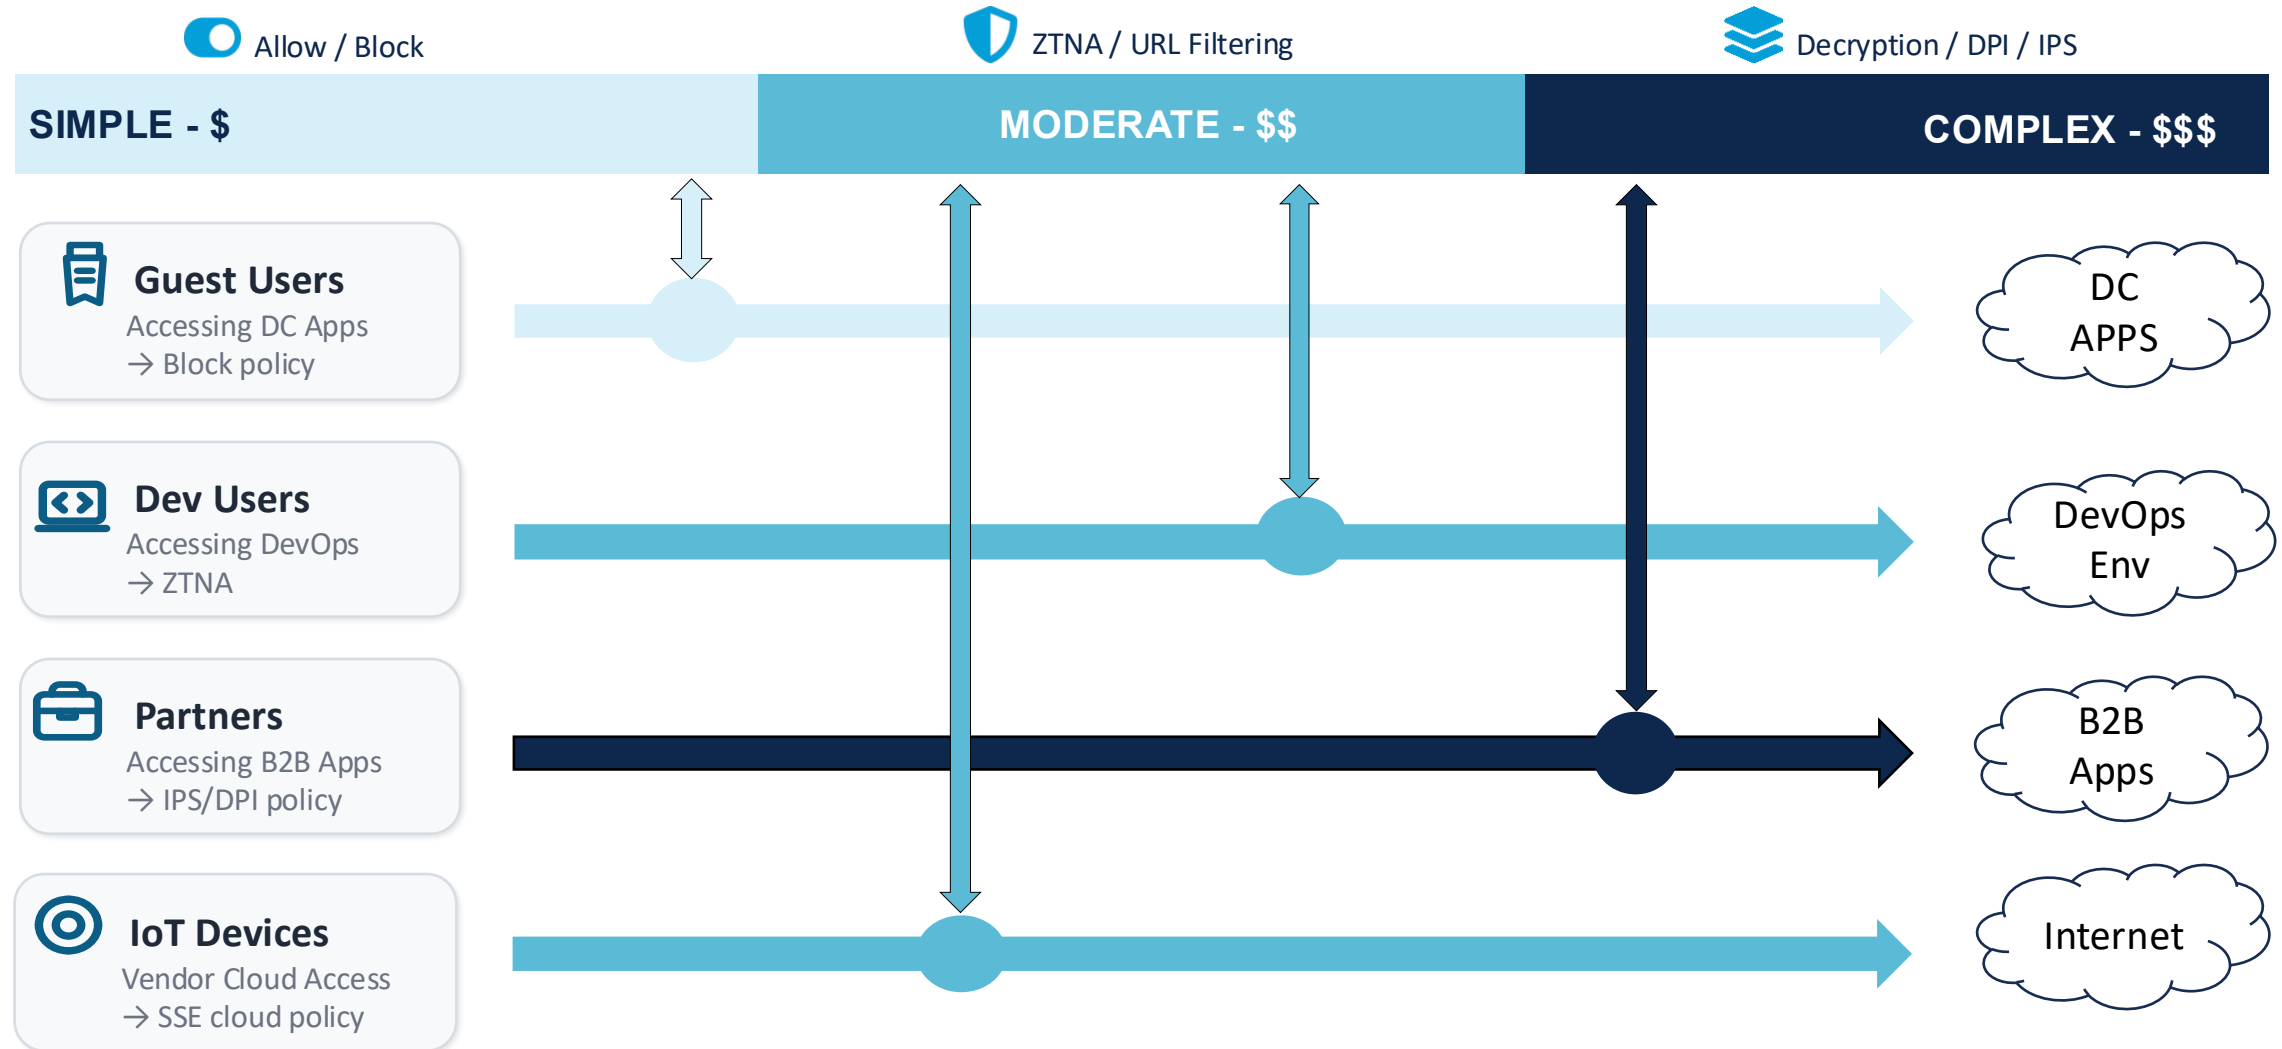 Allow / Block
ZTNA / URL Filtering
Decryption / DPI / IPS
SIMPLE - $
MODERATE - $$
COMPLEX - $$$
Guest Users
Accessing DC Apps
→ Block policy
DC
APPS
Dev Users
Accessing DevOps
→ ZTNA
DevOps
Env
Partners
Accessing B2B Apps
→ IPS/DPI policy
B2B
Apps
IoT Devices
Vendor Cloud Access
→ SSE cloud policy
Internet